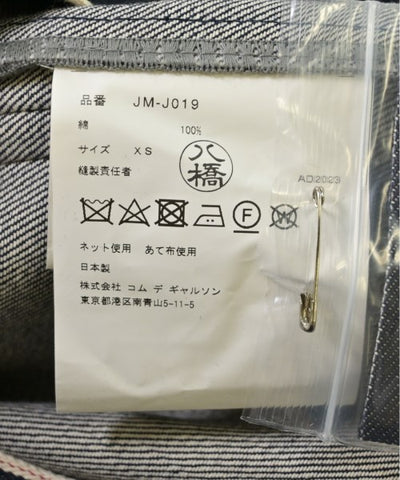 品番 JM-J019
綿 100%
サイズ XS
縫製責任者 八橋
AD2023
F
W
ネット使用 あて布使用
日本製
株式会社 コム デ ギャルソン
東京都港区南青山5-11-5